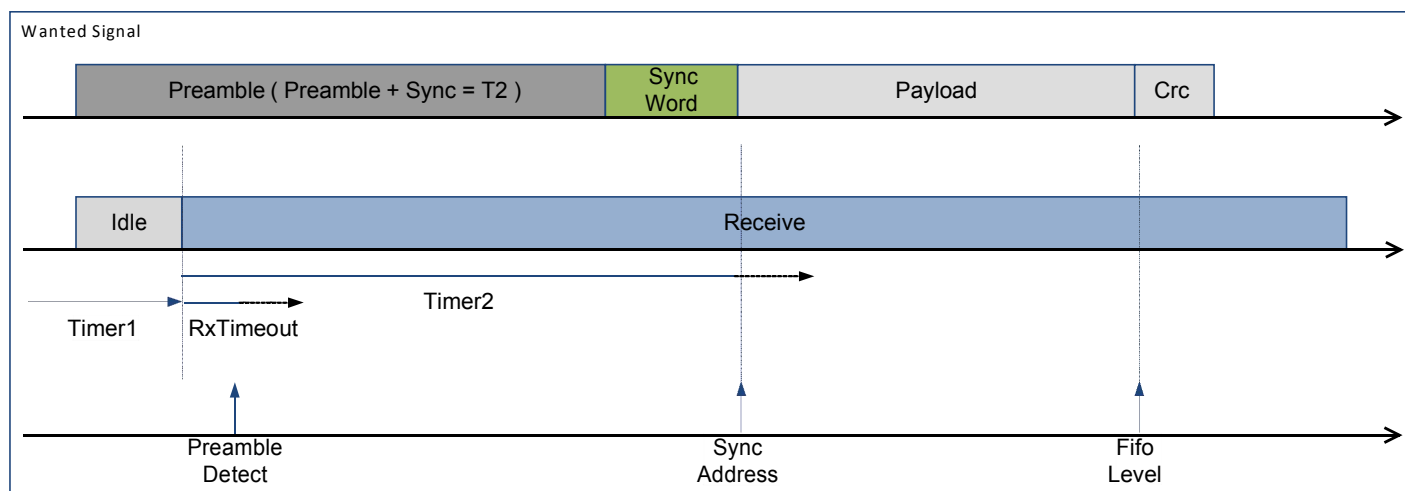 Wanted Signal
Preamble ( Preamble + Sync = T2 )
Sync
Word
Payload
Crc
Idle
Receive
Timer1
RxTimeout
Timer2
Preamble
Detect
Sync
Address
Fifo
Level